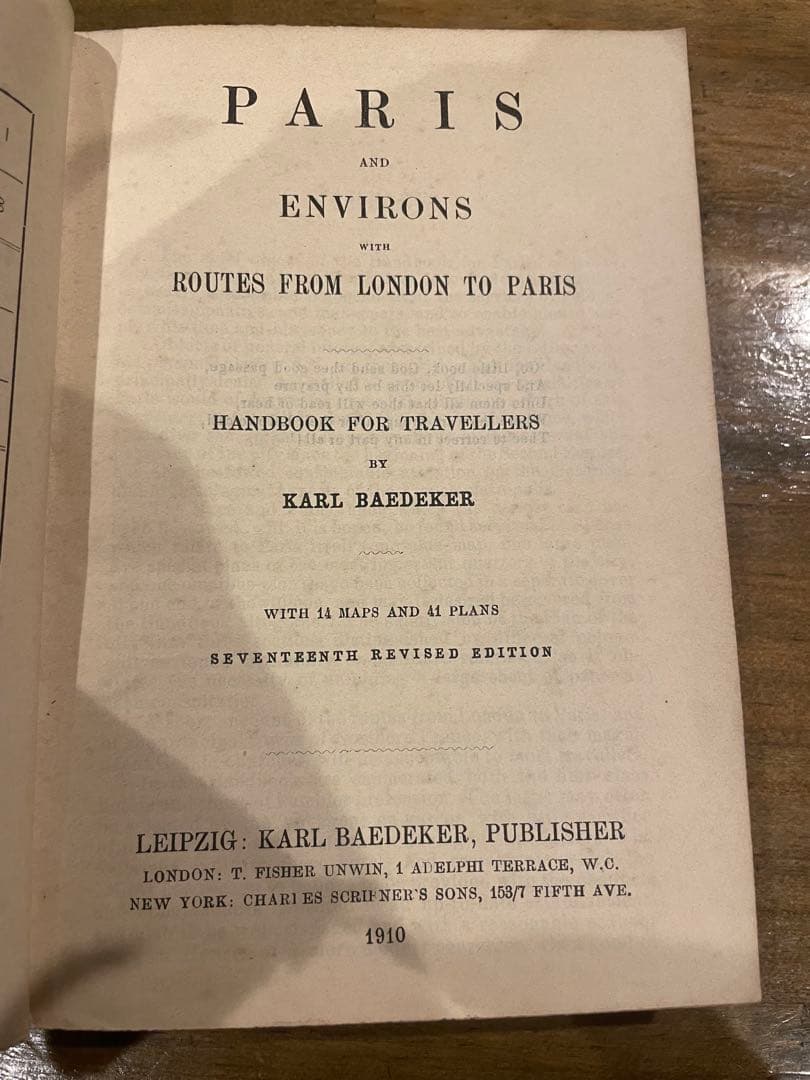 PARIS
AND
ENVIRONS
WITH
ROUTES FROM LONDON TO PARIS
HANDBOOK FOR TRAVELLERS
BY
KARL BAEDEKER
WITH 14 MAPS AND 41 PLANS
SEVENTEENTH REVISED EDITION
LEIPZIG: KARL BAEDEKER, PUBLISHER
LONDON: T. FISHER UNWIN, 1 ADELPHI TERRACE, W.C.
NEW YORK: CHARLES SCRIBNER'S SONS, 153/7 FIFTH AVE.
1910